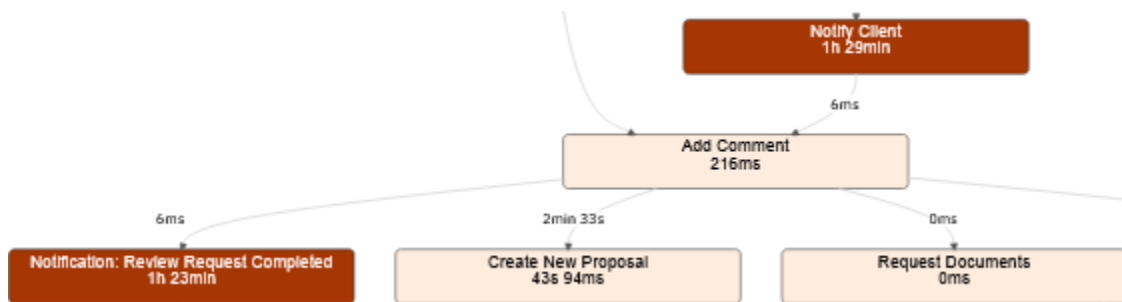 Notify Client
1h 29min
6ms
Add Comment
216ms
6ms
2min 33s
0ms
Notification: Review Request Completed
1h 23min
Create New Proposal
43s 94ms
Request Documents
0ms